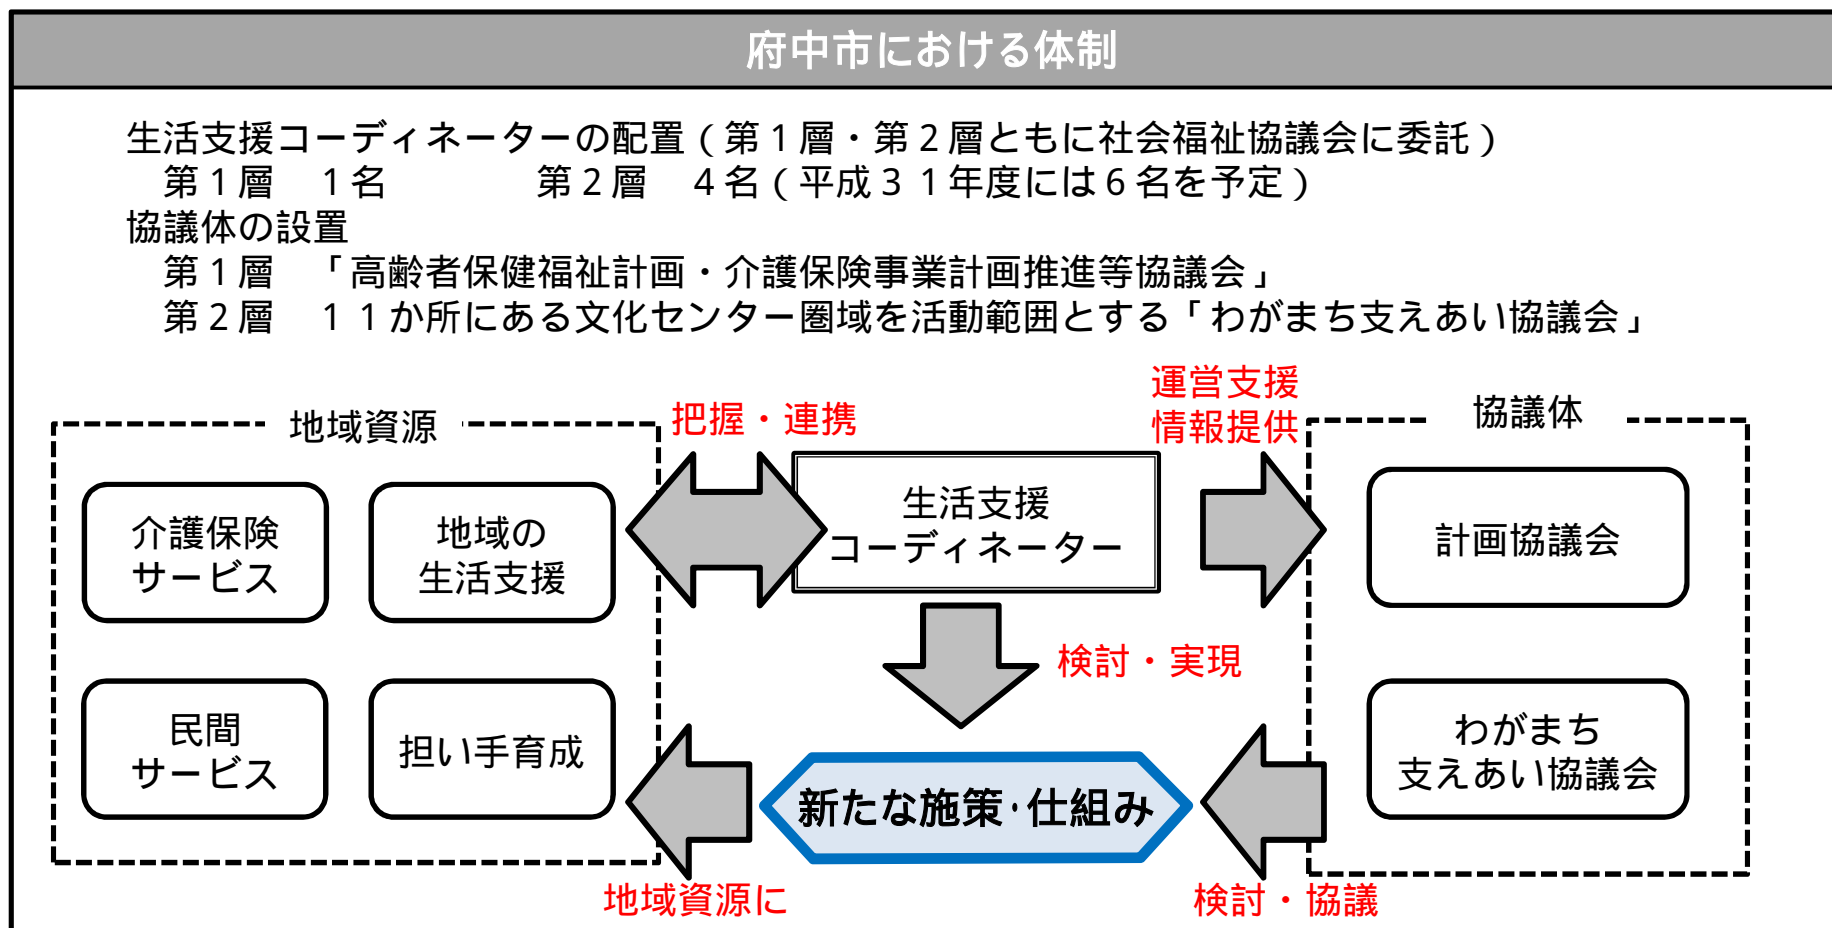 府中市における体制
生活支援コーディネーターの配置（第１層・第２層ともに社会福祉協議会に委託）
第１層　１名　　　　第２層　４名（平成３１年度には６名を予定）
協議体の設置
第１層　「高齢者保健福祉計画・介護保険事業計画推進等協議会」
第２層　１１か所にある文化センター圏域を活動範囲とする「わがまち支えあい協議会」
地域資源
把握・連携
運営支援
情報提供
協議体
介護保険
サービス
地域の
生活支援
生活支援
コーディネーター
計画協議会
検討・実現
民間
サービス
担い手育成
新たな施策・仕組み
わがまち
支えあい協議会
地域資源に
検討・協議